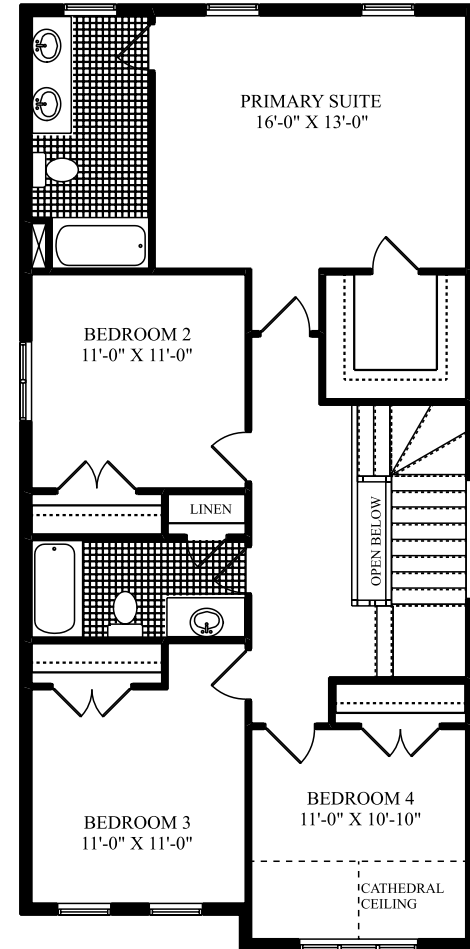 PRIMARY SUITE
16'-0" X 13'-0"
BEDROOM 2
11'-0" X 11'-0"
LINEN
OPEN BELOW
BEDROOM 3
11'-0" X 11'-0"
BEDROOM 4
11'-0" X 10'-10"
CATHEDRAL
CEILING